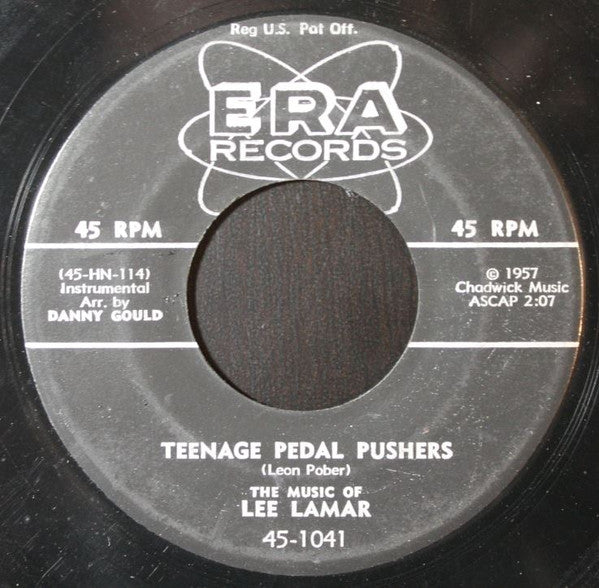 Reg U.S. Pat Off.
ERA
RECORDS
45 RPM
45 RPM
(45-HN-114)
Instrumental
Arr. by
DANNY GOULD
© 1957
Chadwick Music
ASCAP 2:07
TEENAGE PEDAL PUSHERS
(Leon Pober)
THE MUSIC OF
LEE LAMAR
45-1041